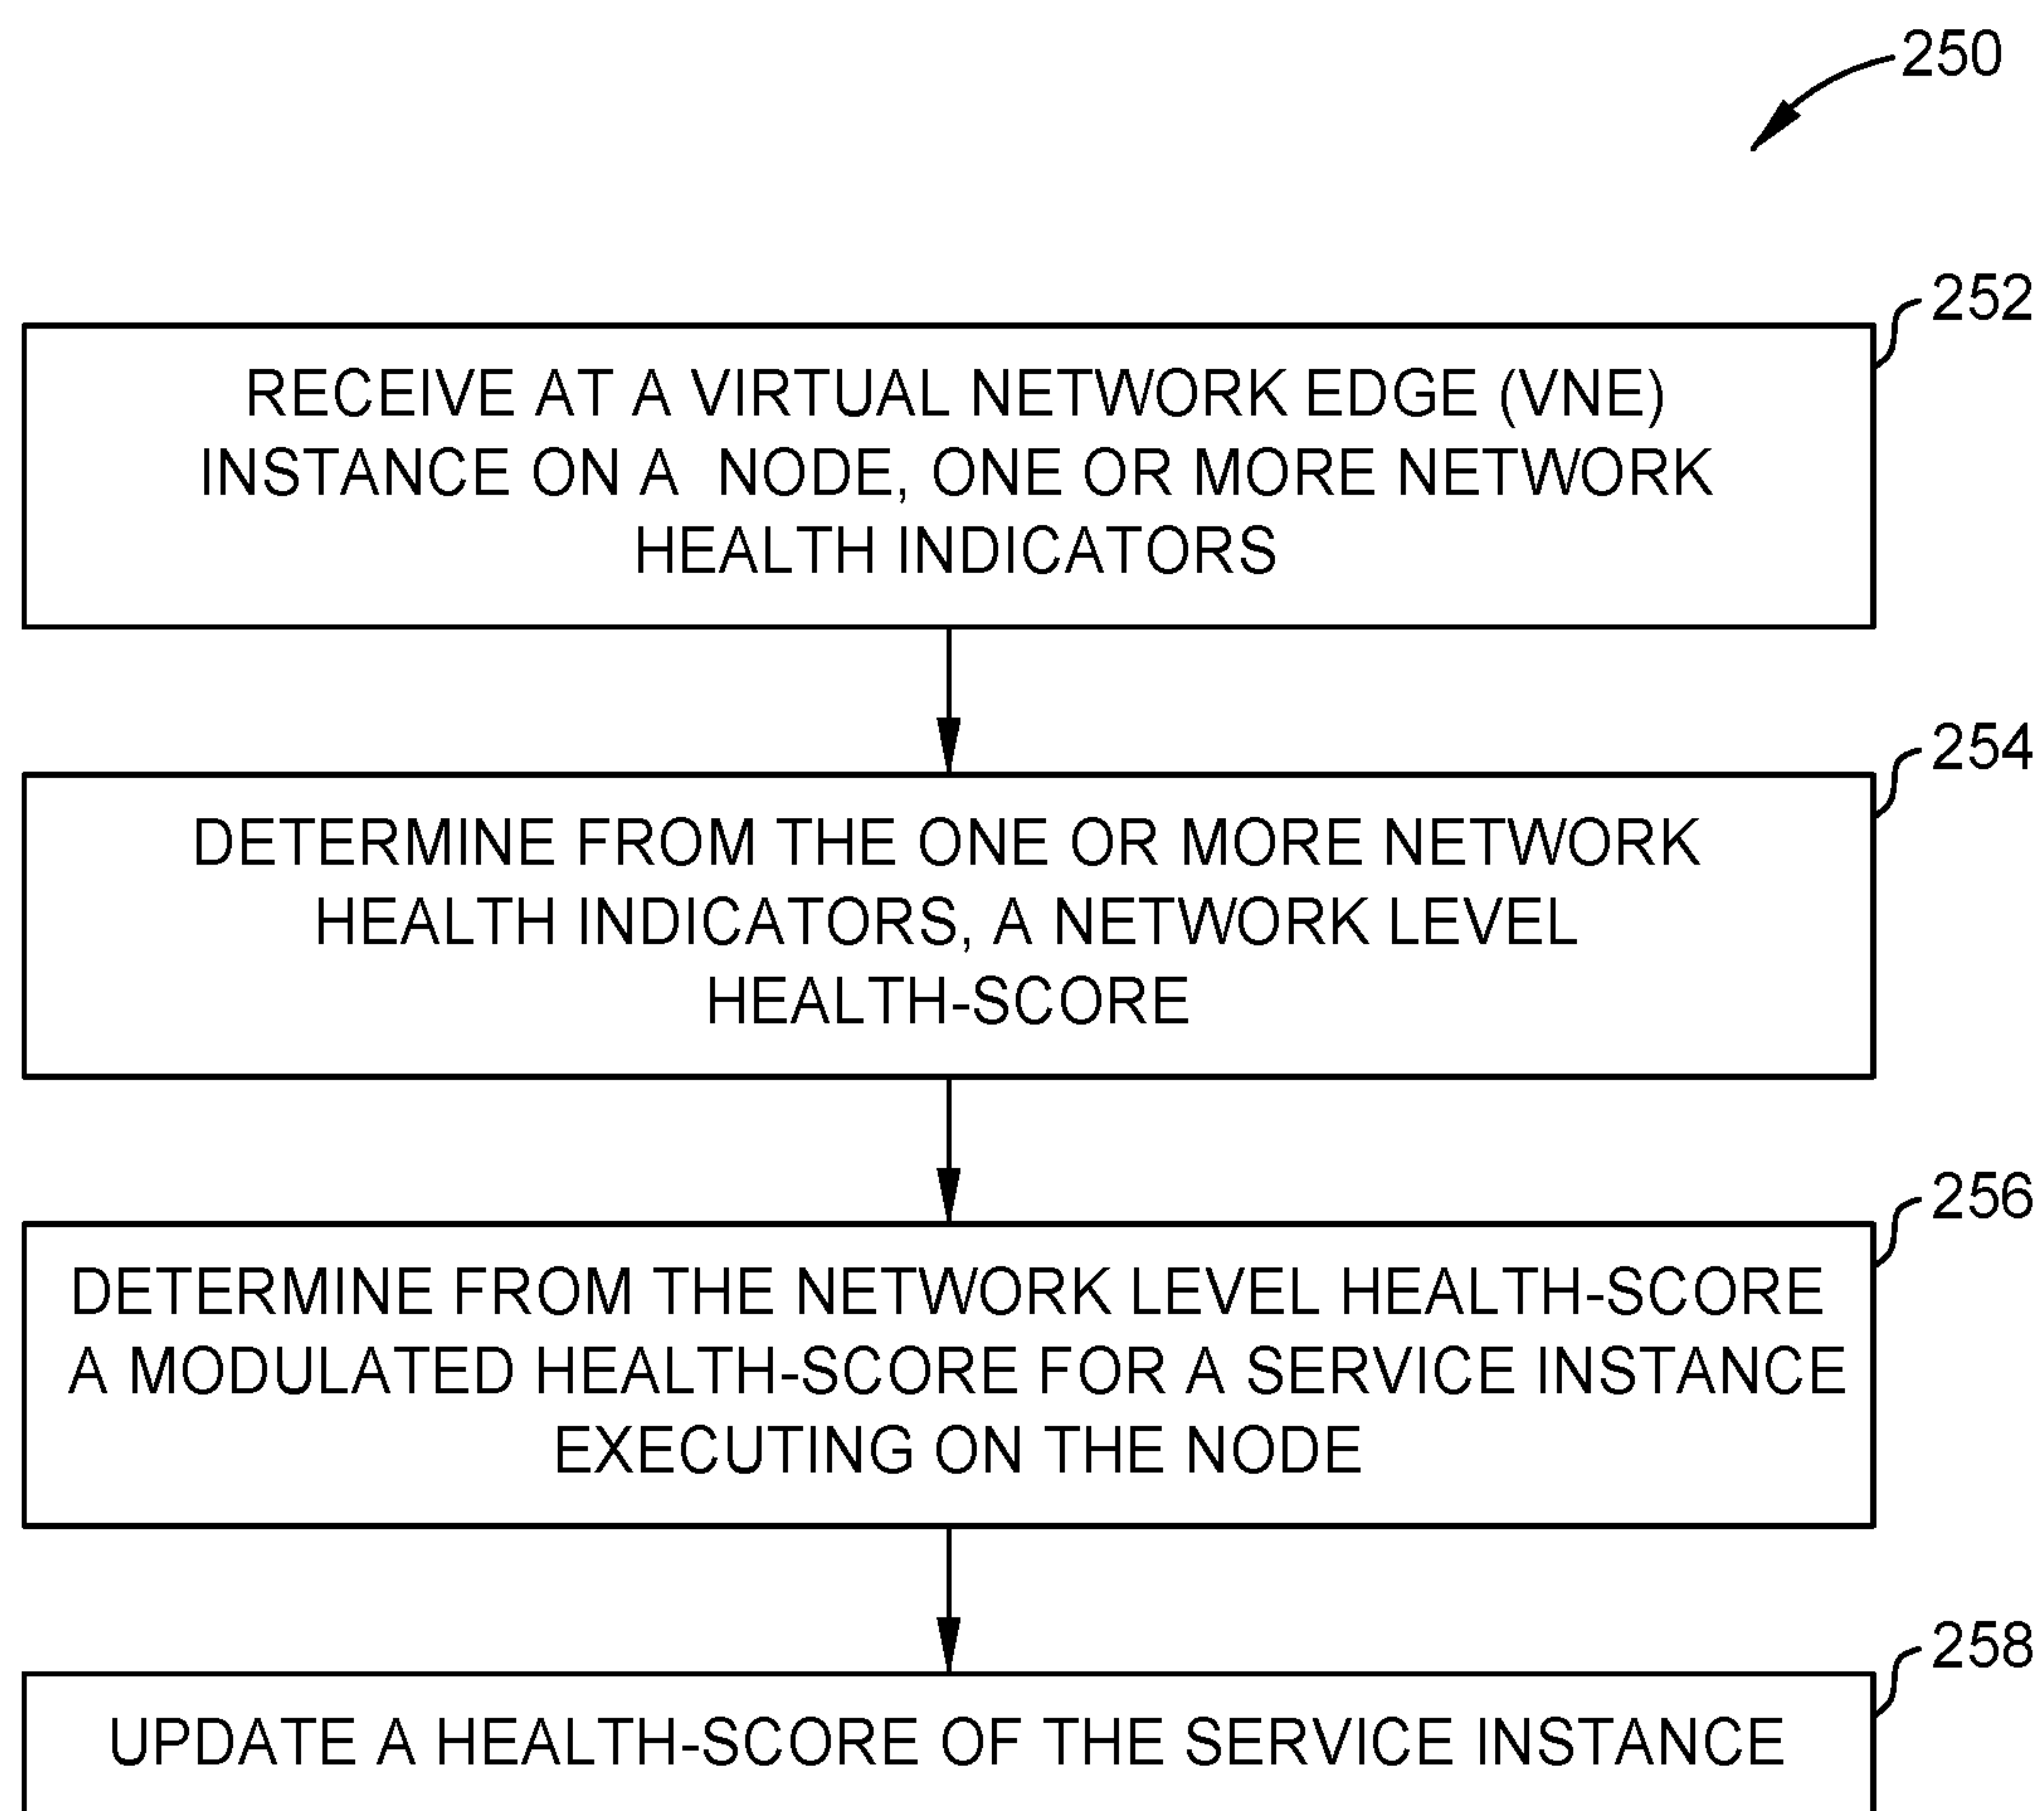 250
252
RECEIVE AT A VIRTUAL NETWORK EDGE (VNE)
INSTANCE ON A NODE, ONE OR MORE NETWORK
HEALTH INDICATORS
254
DETERMINE FROM THE ONE OR MORE NETWORK
HEALTH INDICATORS, A NETWORK LEVEL
HEALTH-SCORE
256
DETERMINE FROM THE NETWORK LEVEL HEALTH-SCORE
A MODULATED HEALTH-SCORE FOR A SERVICE INSTANCE
EXECUTING ON THE NODE
258
UPDATE A HEALTH-SCORE OF THE SERVICE INSTANCE